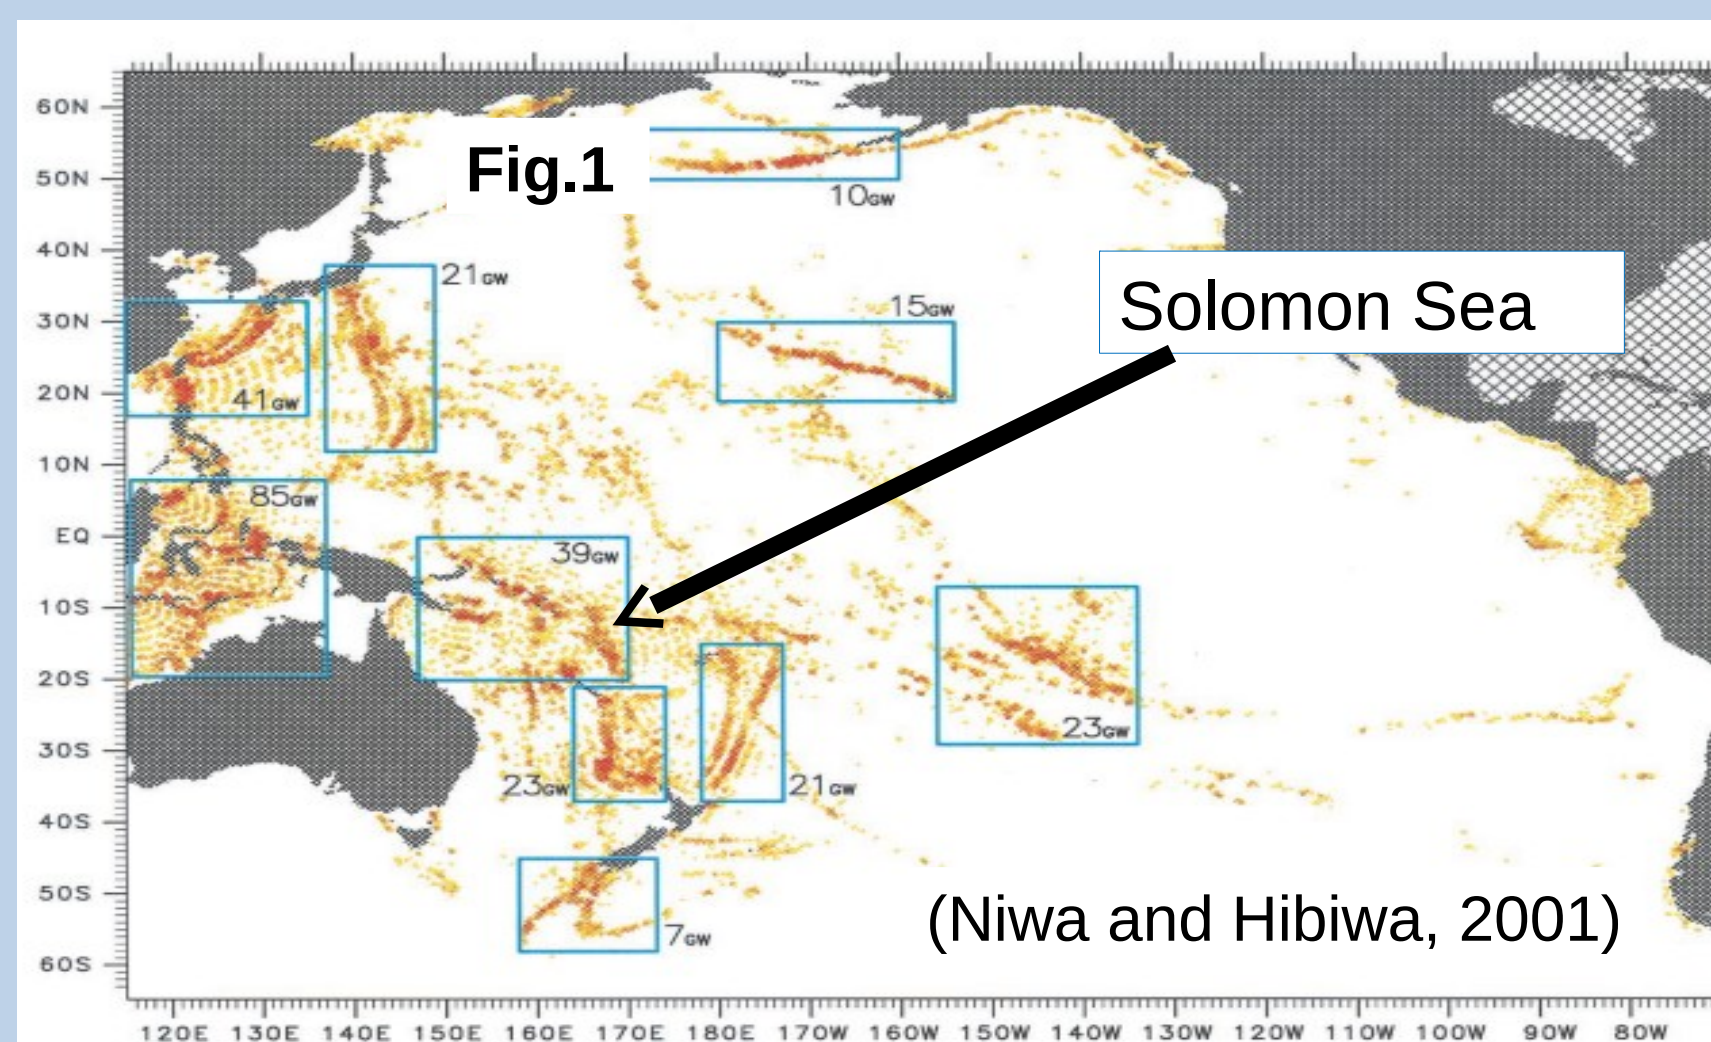 60N
Fig.1
50N
10GW
40N
21GW
Solomon Sea
30N
15GW
20N
41GW
10N
85GW
EQ
39GW
10S
20S
23GW
30S
23GW
21GW
40S
50S
(Niwa and Hibiwa, 2001)
7GW
60S
120E 130E 140E 150E 160E 170E 180E 170W 160W 150W 140W 130W 120W 110W 100W 90W 80W